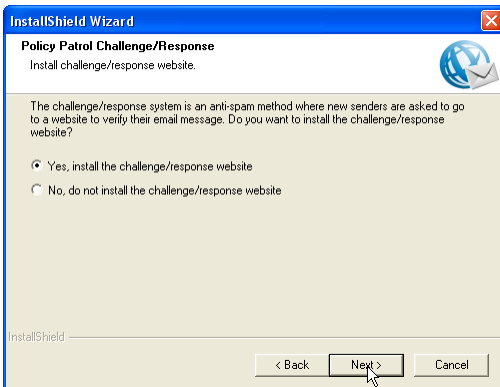 InstallShield Wizard
Policy Patrol Challenge/Response
Install challenge/response website.
The challenge/response system is an anti-spam method where new senders are asked to go
to a website to verify their email message. Do you want to install the challenge/response
website?
Yes, install the challenge/response website
No, do not install the challenge/response website
InstallShield
< Back
Next >
Cancel